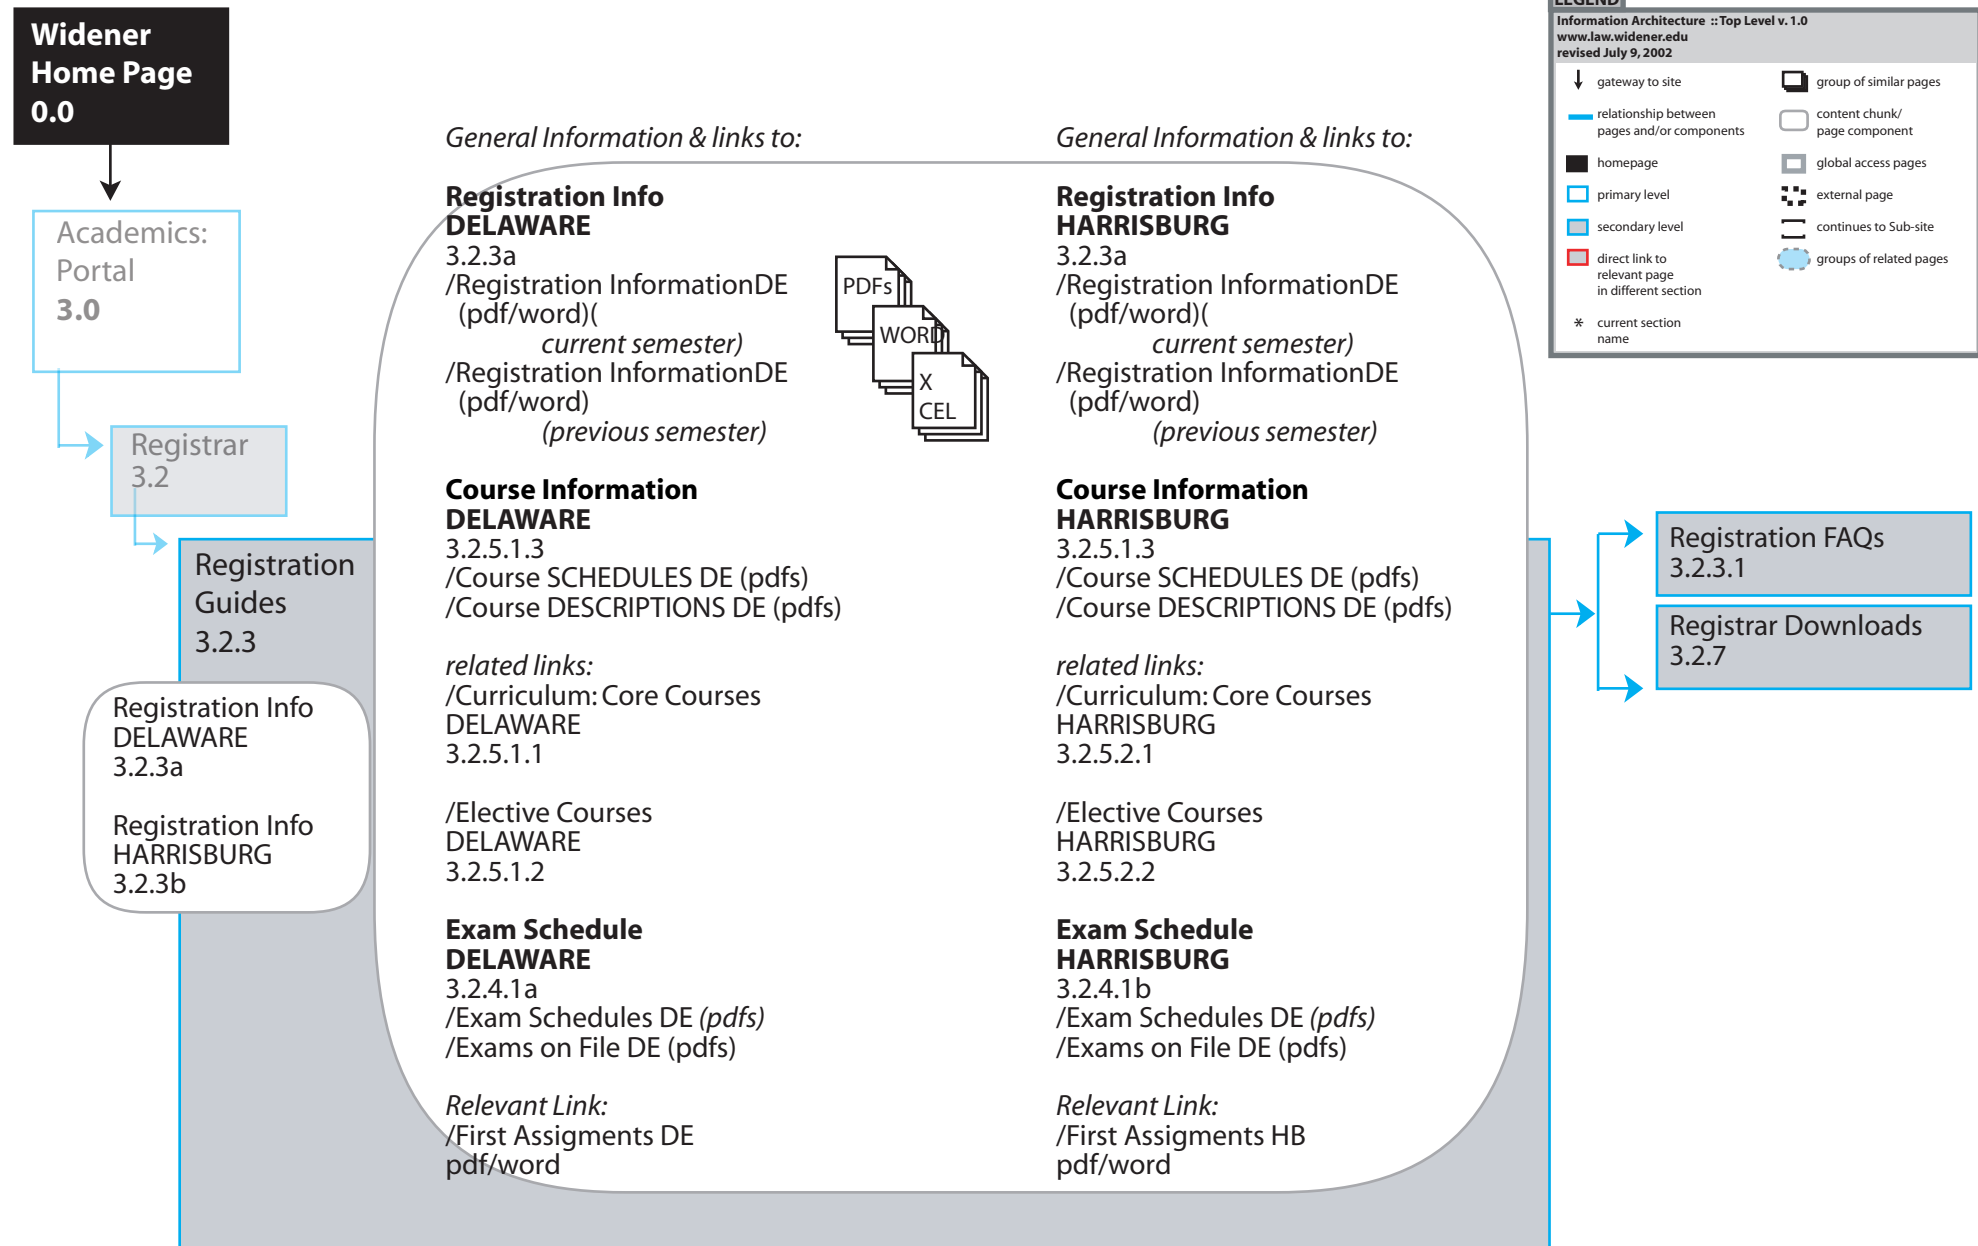 Widener
Home Page
0.0
Academics:
Portal
3.0
Registrar
3.2
Registration
Guides
3.2.3
Registration Info
DELAWARE
3.2.3a
Registration Info
HARRISBURG
3.2.3b
General Information & links to:
Registration Info
DELAWARE
3.2.3a
/Registration InformationDE
(pdf/word)(
current semester)
/Registration InformationDE
(pdf/word)
(previous semester)
PDFs
WORD
X
CEL
Course Information
DELAWARE
3.2.5.1.3
/Course SCHEDULES DE (pdfs)
/Course DESCRIPTIONS DE (pdfs)
related links:
/Curriculum: Core Courses
DELAWARE
3.2.5.1.1
/Elective Courses
DELAWARE
3.2.5.1.2
Exam Schedule
DELAWARE
3.2.4.1a
/Exam Schedules DE (pdfs)
/Exams on File DE (pdfs)
Relevant Link:
/First Assigments DE
pdf/word
General Information & links to:
Registration Info
HARRISBURG
3.2.3a
/Registration InformationDE
(pdf/word)(
current semester)
/Registration InformationDE
(pdf/word)
(previous semester)
Course Information
HARRISBURG
3.2.5.1.3
/Course SCHEDULES DE (pdfs)
/Course DESCRIPTIONS DE (pdfs)
related links:
/Curriculum: Core Courses
HARRISBURG
3.2.5.2.1
/Elective Courses
HARRISBURG
3.2.5.2.2
Exam Schedule
HARRISBURG
3.2.4.1b
/Exam Schedules DE (pdfs)
/Exams on File DE (pdfs)
Relevant Link:
/First Assigments HB
pdf/word
Registration FAQs
3.2.3.1
Registrar Downloads
3.2.7
LEGEND
Information Architecture :: Top Level v. 1.0
www.law.widener.edu
revised July 9, 2002
gateway to site
relationship between
pages and/or components
homepage
primary level
secondary level
direct link to
relevant page
in different section
* current section
name
group of similar pages
content chunk/
page component
global access pages
external page
continues to Sub-site
groups of related pages